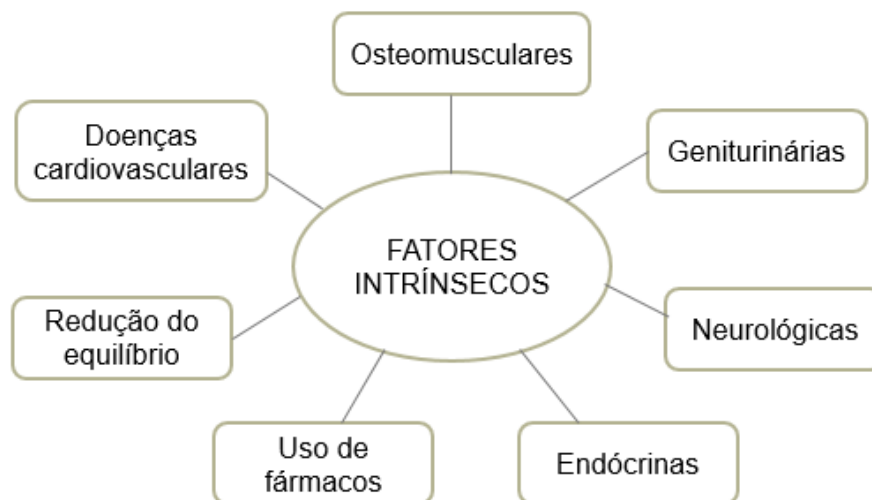 Osteomusculares
Doenças
cardiovasculares
Geniturinárias
FATORES
INTRÍNSECOS
Redução do
equilíbrio
Neurológicas
Uso de
fármacos
Endócrinas